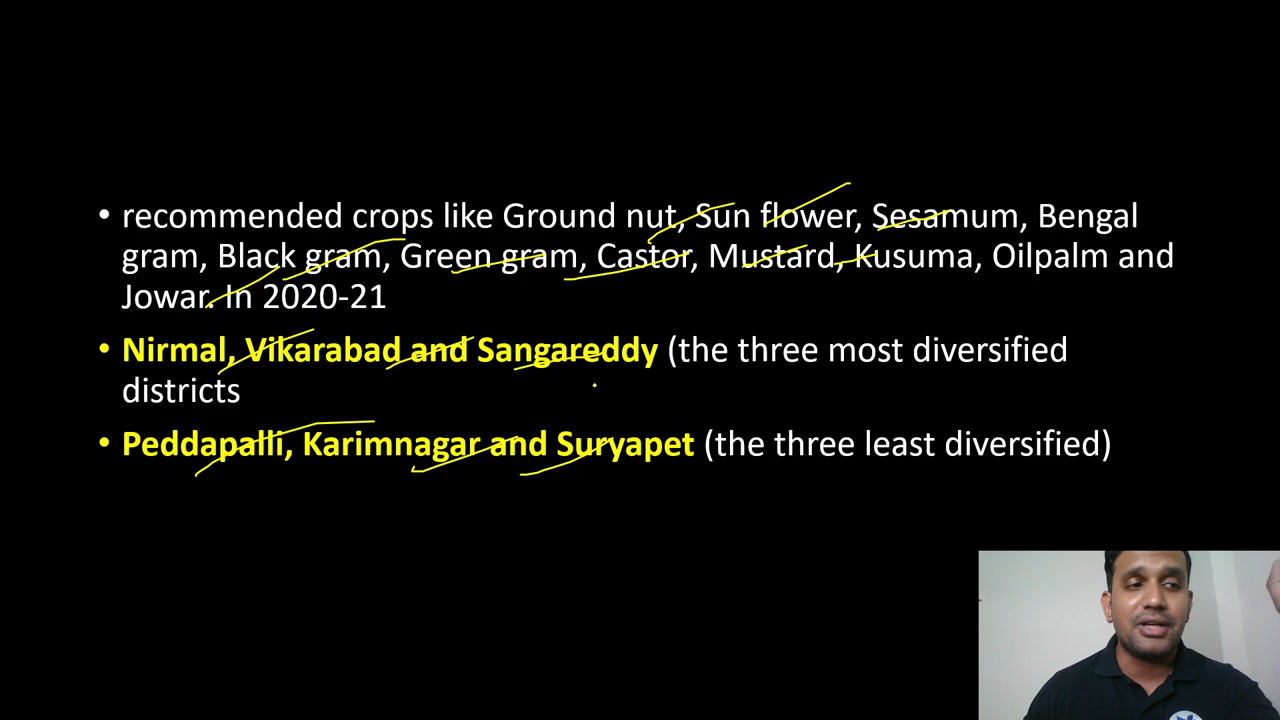 • recommended crops like Ground nut, Sun flower, Sesamum, Bengal
gram, Black gram, Green gram, Castor, Mustard, Kusuma, Oilpalm and
Jowar. In 2020-21
• Nirmal, Vikarabad and Sangareddy (the three most diversified
districts
• Peddapalli, Karimnagar and Suryapet (the three least diversified)